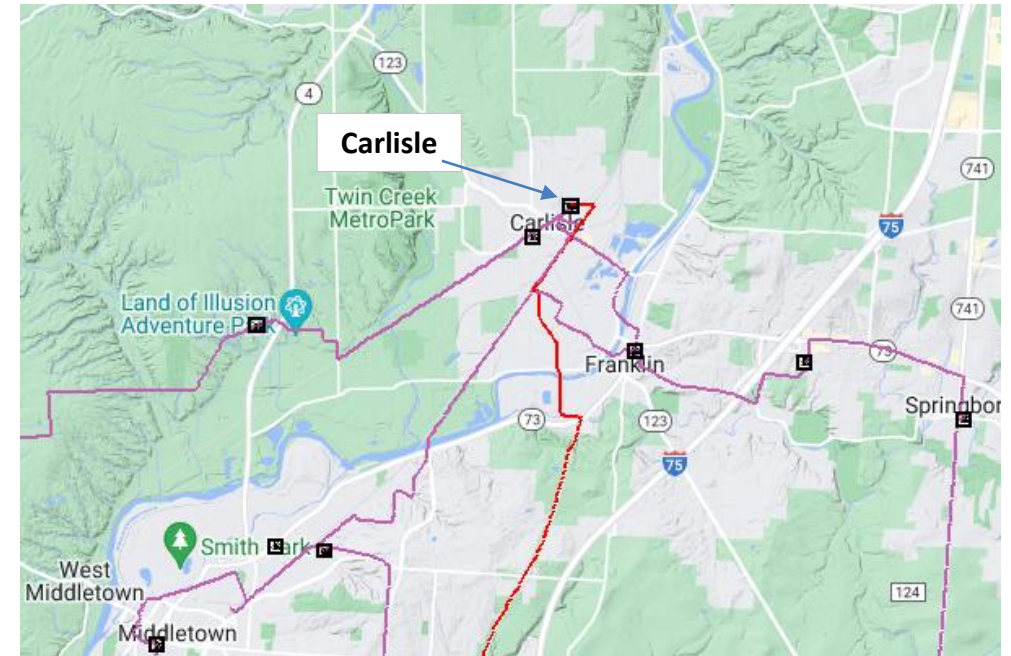 123
4
Carlisle
741
Twin Creek
MetroPark
Carlisle
75
Land of Illusion
Adventure Park
741
73
Franklin
Springbor
73
123
75
Smith Park
West
Middletown
124
Middletown